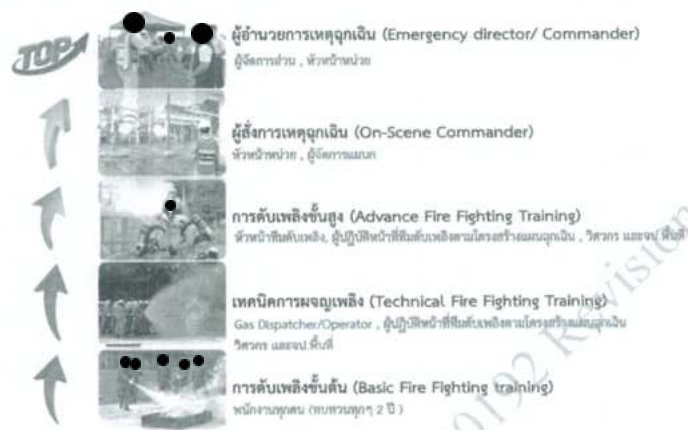 TOP
ผู้อำนวยการเหตุฉุกเฉิน (Emergency director/ Commander)
ผู้จัดการส่วน , หัวหน้าหน่วย
ผู้สั่งการเหตุฉุกเฉิน (On-Scene Commander)
หัวหน้าหน่วย , ผู้จัดการแผนก
การดับเพลิงขั้นสูง (Advance Fire Fighting Training)
หัวหน้าทีมดับเพลิง, ผู้ปฏิบัติหน้าที่ทีมดับเพลิงตามโครงสร้างแผนฉุกเฉิน , วิศวกร และจป.พื้นที่
เทคนิคการผจญเพลิง (Technical Fire Fighting Training)
Gas Dispatcher/Operator , ผู้ปฏิบัติหน้าที่ทีมดับเพลิงตามโครงสร้างแผนฉุกเฉิน
วิศวกร และจป.พื้นที่
การดับเพลิงขั้นต้น (Basic Fire Fighting training)
พนักงานทุกคน (ทบทวนทุกๆ 2 ปี )
0192 Revision